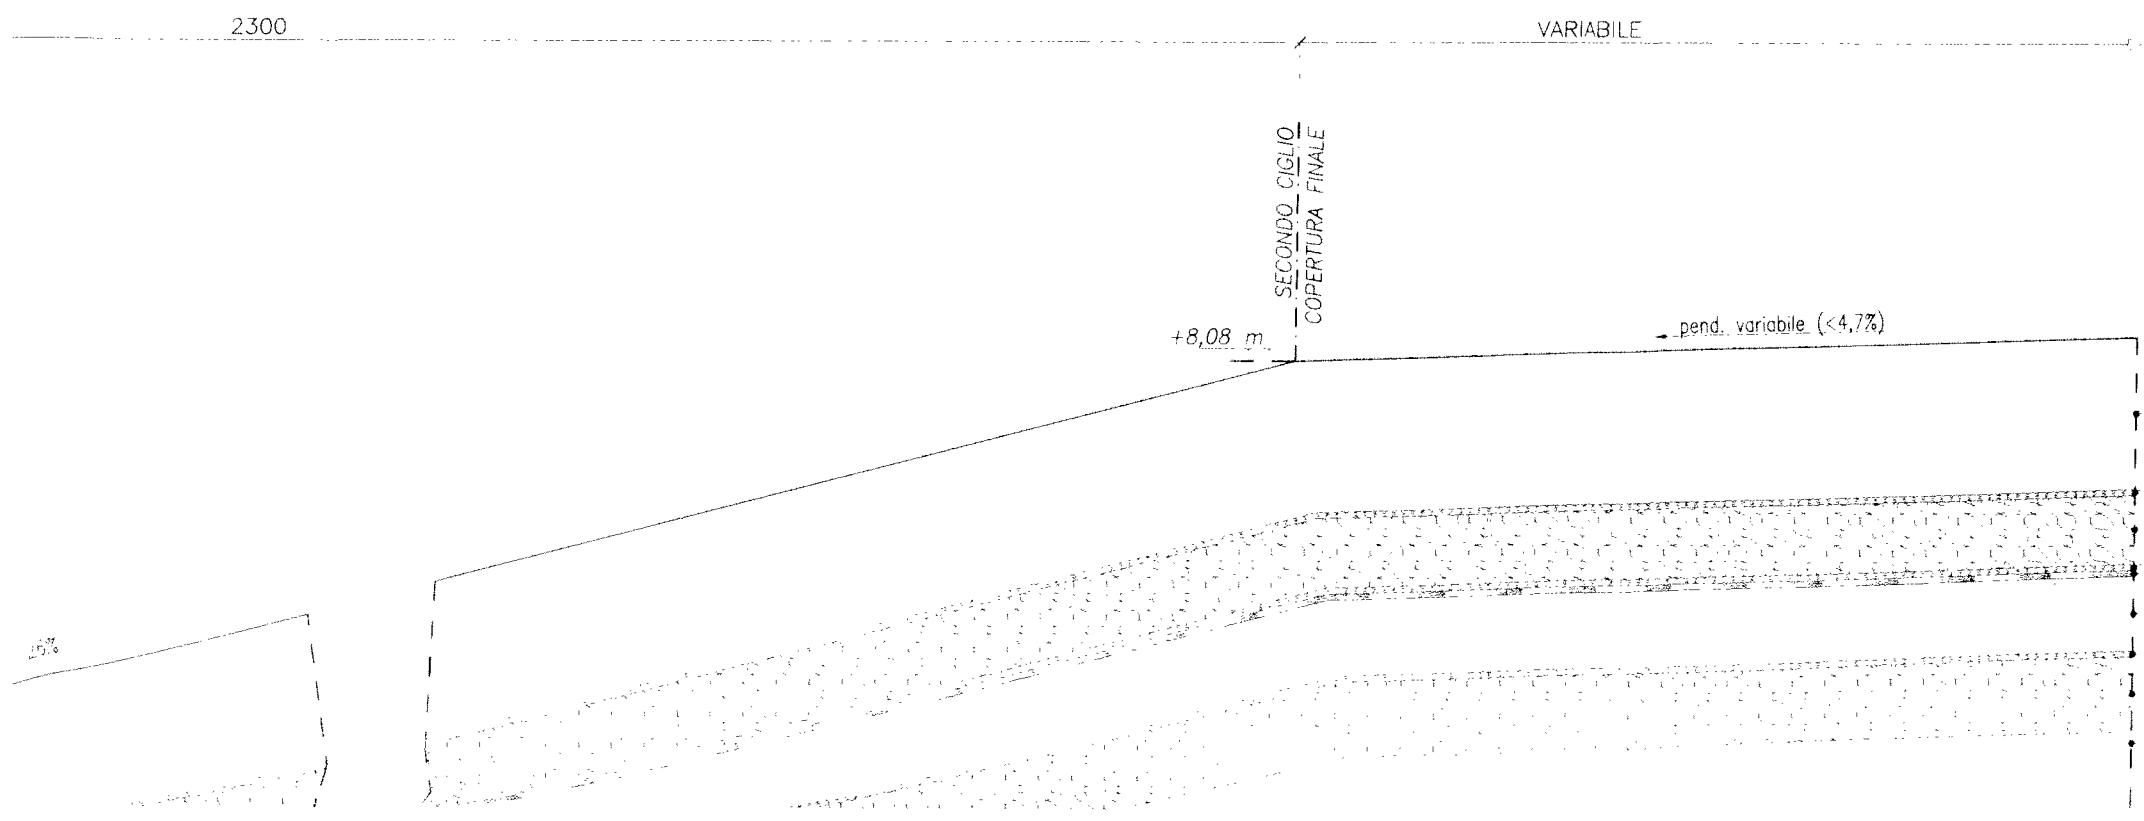 2300
VARIABILE
SECONDO CIGLIO
COPERTURA FINALE
+8,08 m
pend. variabile (<4,7%)